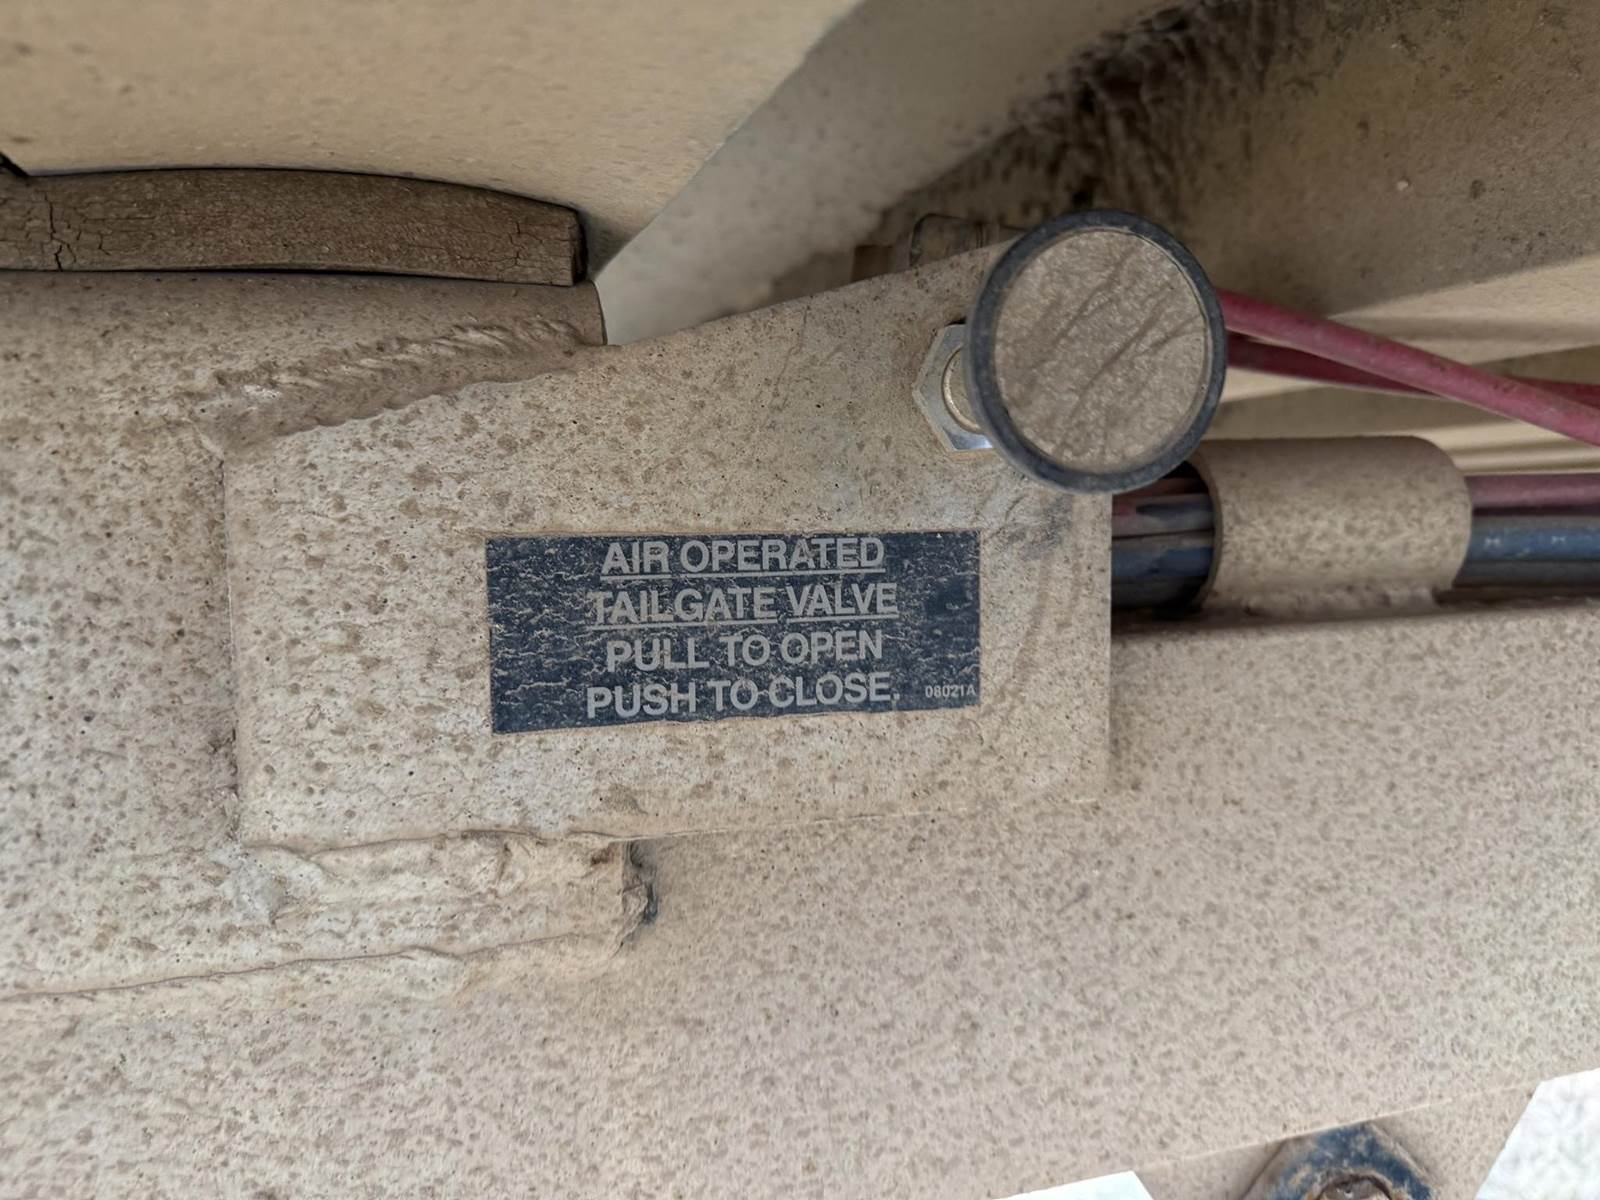 AIR OPERATED
TAILGATE VALVE
PULL TO OPEN
PUSH TO CLOSE.
08021A